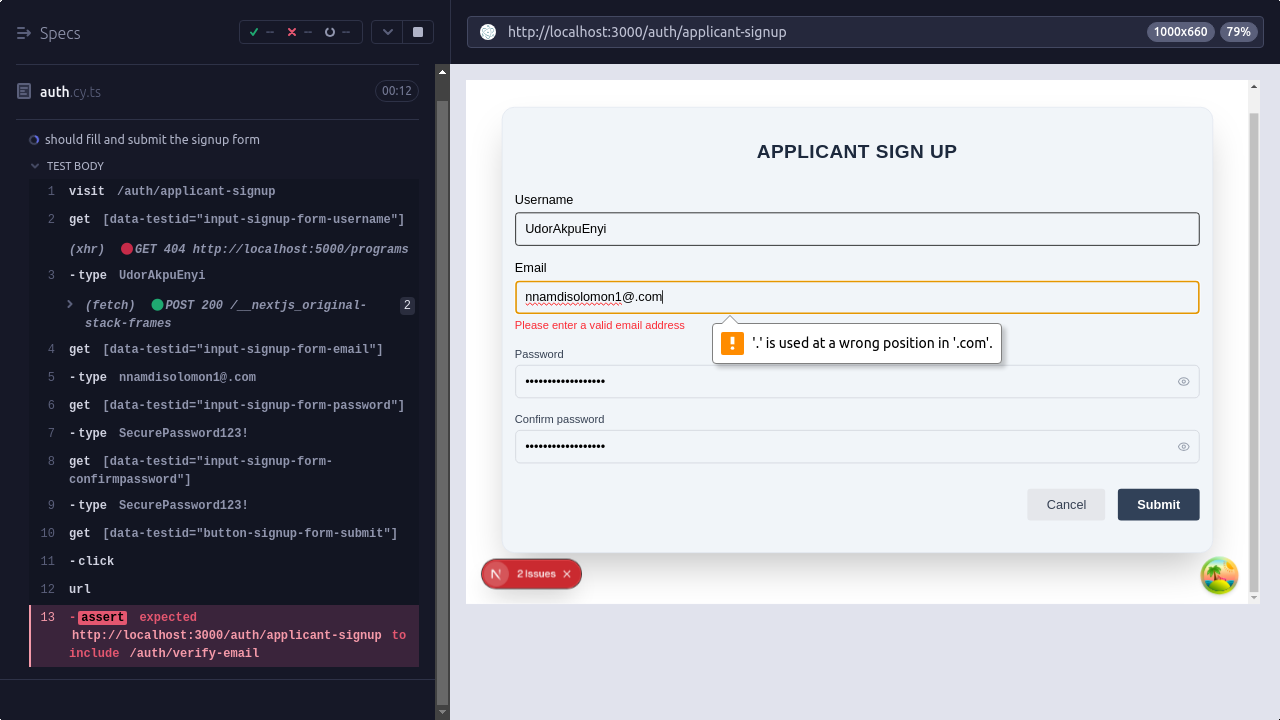 Specs
--
--
--
http://localhost:3000/auth/applicant-signup
1000x660
79%
auth.cy.ts
00:12
should fill and submit the signup form
TEST BODY
1 visit /auth/applicant-signup
2 get [data-testid="input-signup-form-username"]
(xhr) GET 404 http://localhost:5000/programs
3 -type UdorAkpuEnyi
(fetch) POST 200 /__nextjs_original-
stack-frames
2
4 get [data-testid="input-signup-form-email"]
5 -type nnamdisolomon1@.com
6 get [data-testid="input-signup-form-password"]
7 -type SecurePassword123!
8 get [data-testid="input-signup-form-
confirmpassword"]
9 -type SecurePassword123!
10 get [data-testid="button-signup-form-submit"]
11 -click
12 url
13 -assert expected
http://localhost:3000/auth/applicant-signup to
include /auth/verify-email
APPLICANT SIGN UP
Username
UdorAkpuEnyi
Email
nnamdisolomon1@.com
Please enter a valid email address
'.' is used at a wrong position in '.com'.
Password
••••••••••••••••••
Confirm password
••••••••••••••••••
Cancel
Submit
N 2 Issues